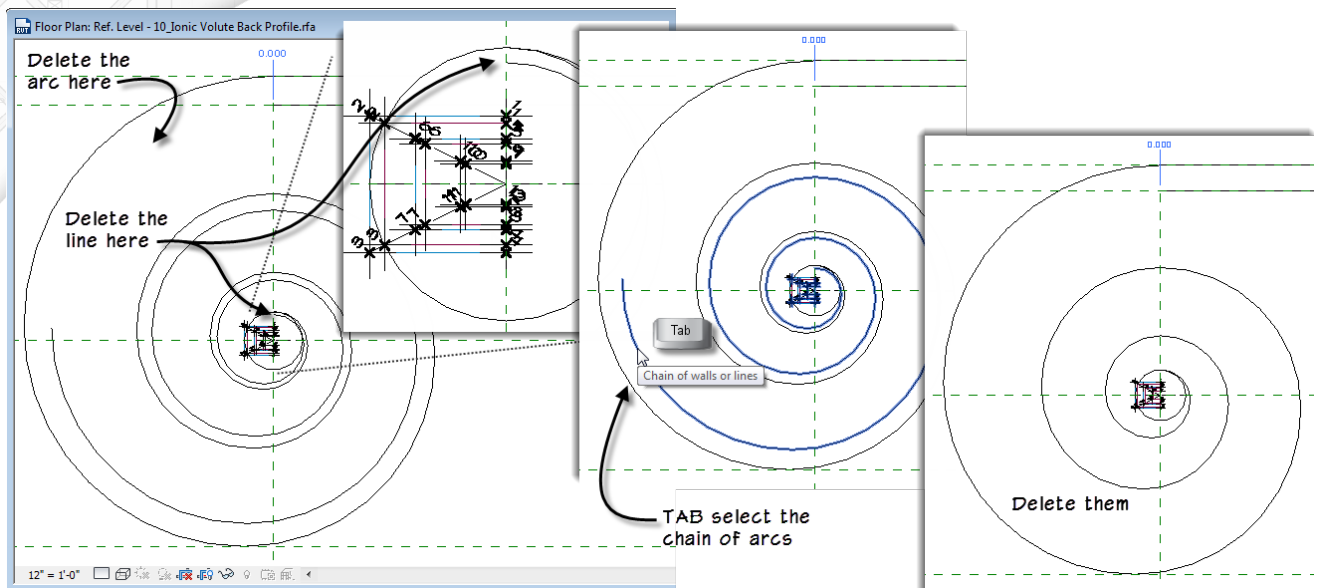 Floor Plan: Ref. Level - 10_Ionic Volute Back Profile.rfa
Delete the
arc here
0.000
Delete the
line here
12" = 1'-0"
0.000
Tab
Chain of walls or lines
TAB select the
chain of arcs
0.000
Delete them